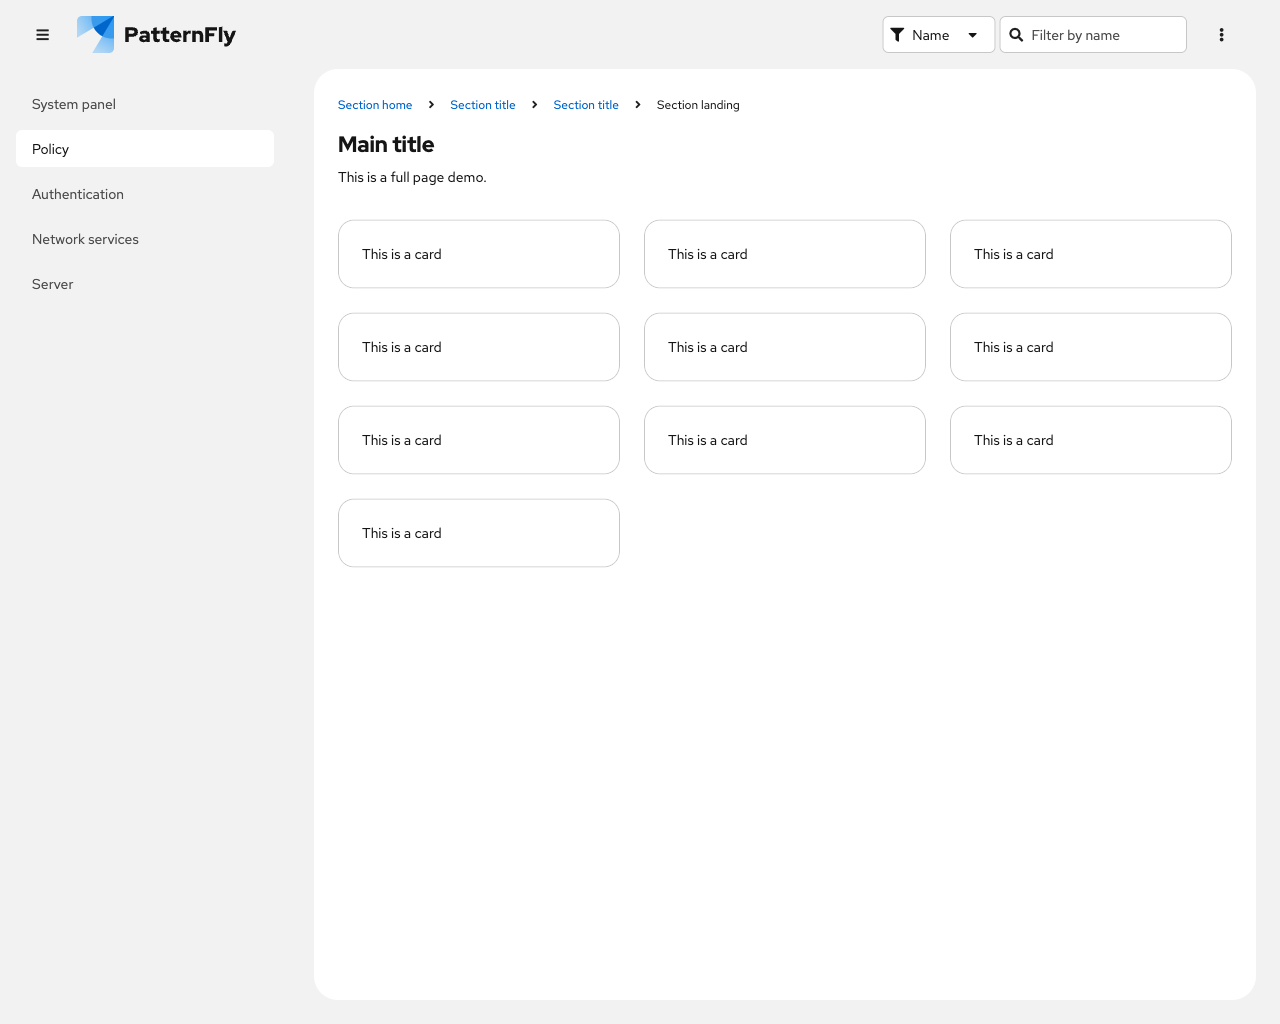 PatternFly
Name
Filter by name
System panel
Policy
Authentication
Network services
Server
Section home
Section title
Section title
Section landing
Main title
This is a full page demo.
This is a card
This is a card
This is a card
This is a card
This is a card
This is a card
This is a card
This is a card
This is a card
This is a card